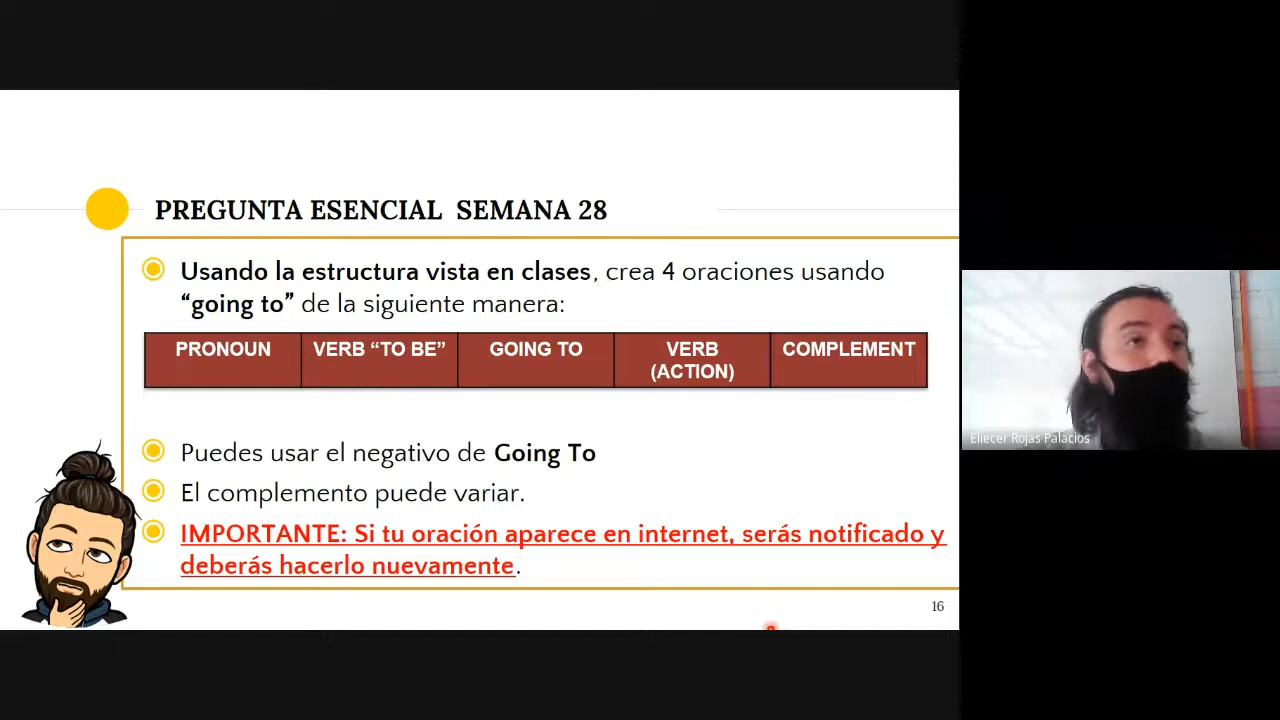 PREGUNTA ESENCIAL SEMANA 28
Usando la estructura vista en clases, crea 4 oraciones usando
“going to” de la siguiente manera:
PRONOUN VERB “TO BE” GOING TO VERB (ACTION) COMPLEMENT
Puedes usar el negativo de Going To
El complemento puede variar.
IMPORTANTE: Si tu oración aparece en internet, serás notificado y
deberás hacerlo nuevamente.
16
Eliecer Rojas Palacios